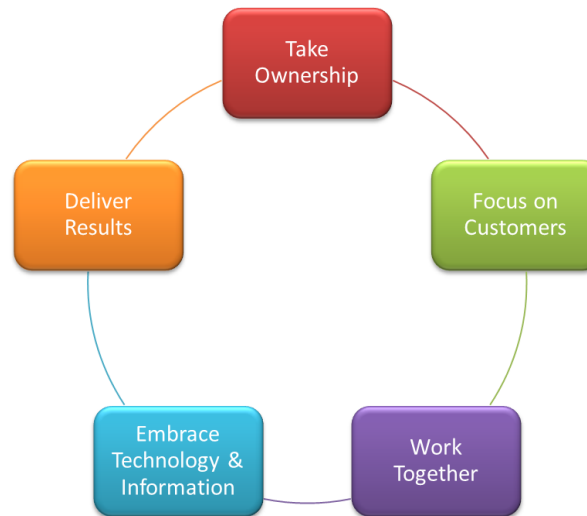 Take
Ownership
Focus on
Customers
Work
Together
Embrace
Technology &
Information
Deliver
Results